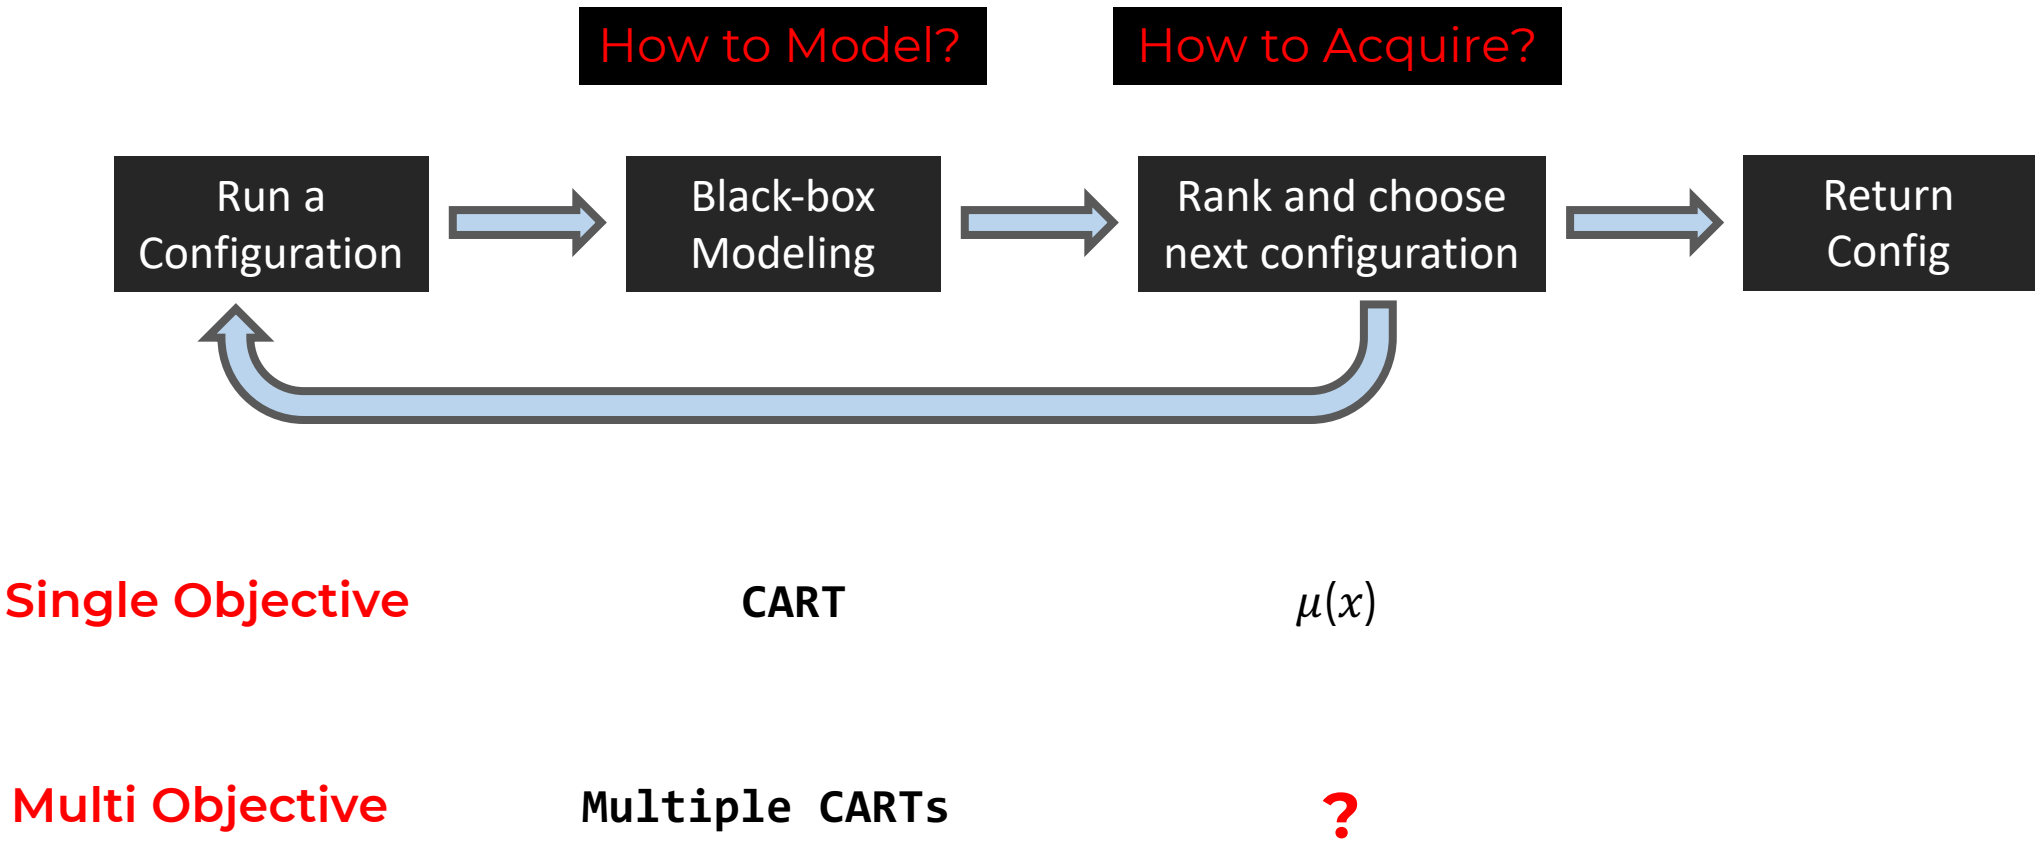 How to Model?
How to Acquire?
Run a
Configuration
Black-box
Modeling
Rank and choose
next configuration
Return
Config
Single Objective
CART
μ(x)
Multi Objective
Multiple CARTs
?